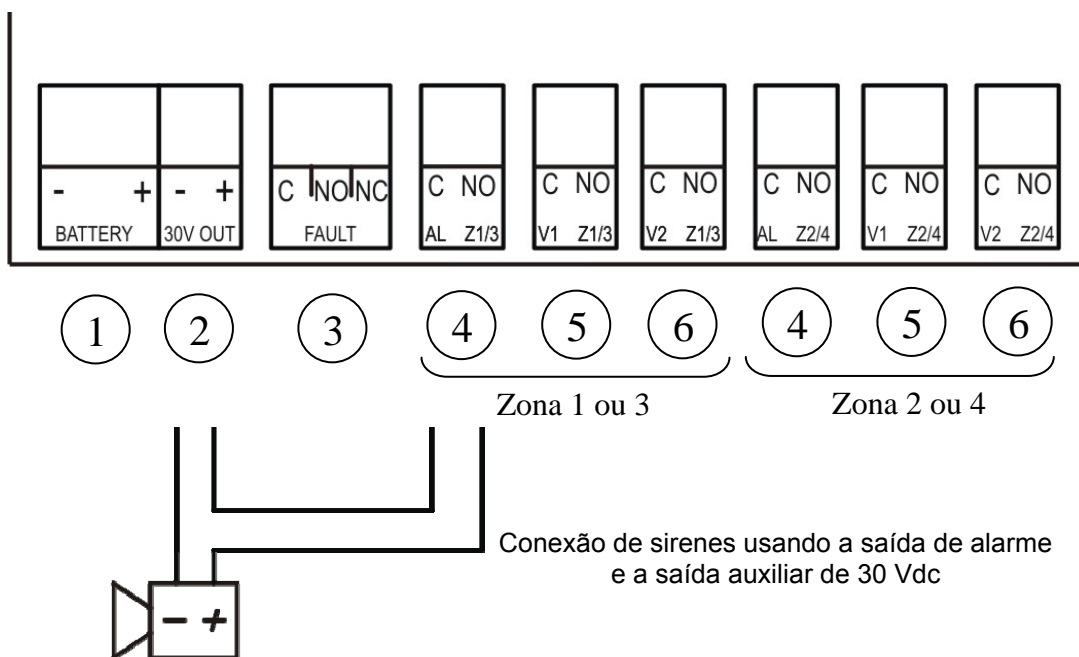 - + - + C NO NC C NO C NO C NO C NO C NO C NO
BATTERY 30V OUT FAULT AL Z1/3 V1 Z1/3 V2 Z1/3 AL Z2/4 V1 Z2/4 V2 Z2/4
1 2 3 4 5 6 4 5 6
Zona 1 ou 3 Zona 2 ou 4
Conexão de sirenes usando a saída de alarme
e a saída auxiliar de 30 Vdc
- +